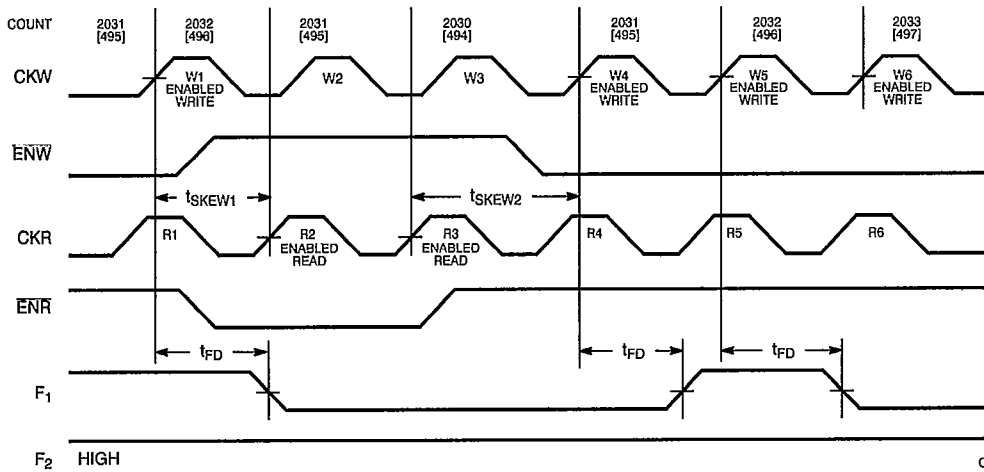 COUNT 2031 2032 2031 2030 2031 2032 2033
[495] [496] [495] [494] [495] [496] [497]
CKW W1 W2 W3 W4 W5 W6
ENABLED ENABLED ENABLED ENABLED
WRITE WRITE WRITE WRITE
ENW
tSKEW1 tSKEW2
CKR R1 R2 R3 R4 R5 R6
ENABLED ENABLED
READ READ
ENR
tFD tFD tFD
F1
F2 HIGH